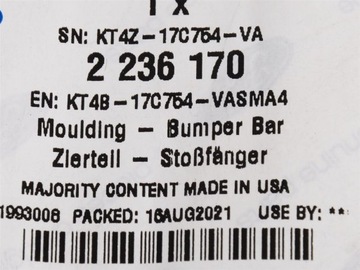 1 X
SN: KT4Z-17C754-VA
2 236 170
EN: KT4B-17C754-VASMA4
Moulding - Bumper Bar
Zierteil - Stoßfänger
MAJORITY CONTENT MADE IN USA
1993006 PACKED: 16AUG2021 USE BY: **